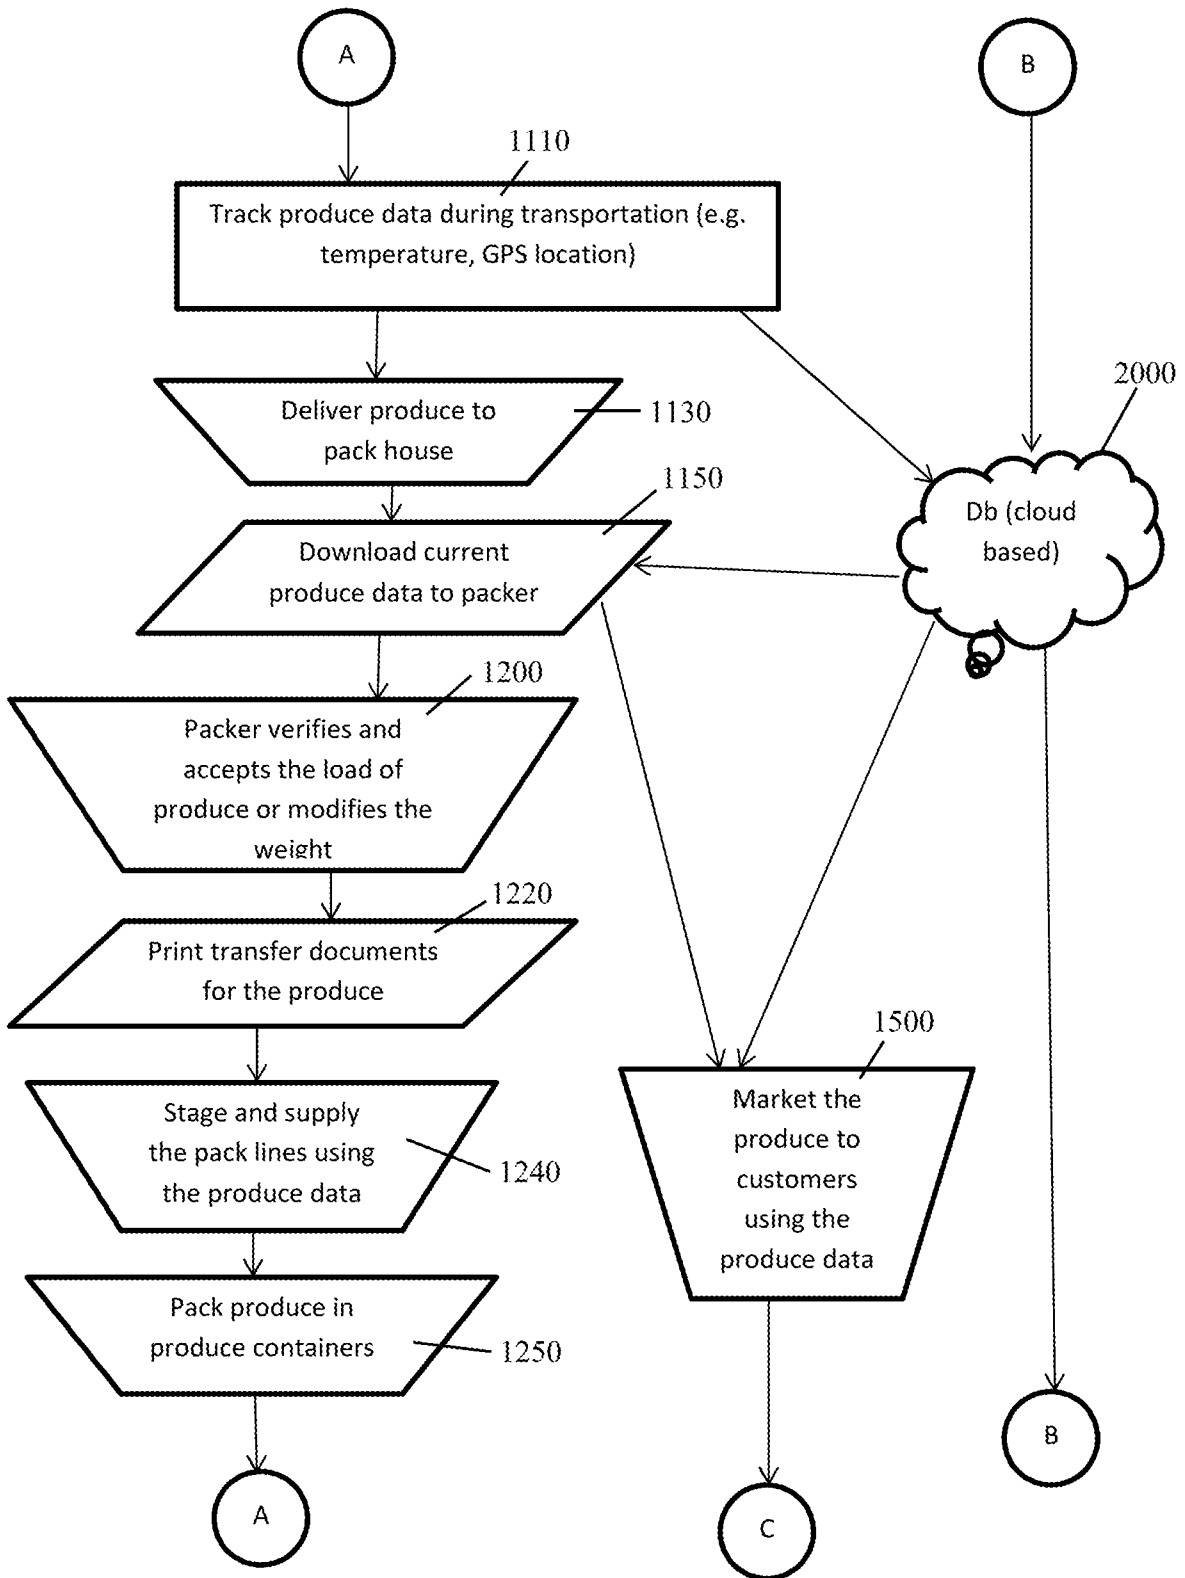 A
B
1110
Track produce data during transportation (e.g.
temperature, GPS location)
2000
Deliver produce to
pack house
1130
1150
Db (cloud
based)
Download current
produce data to packer
1200
Packer verifies and
accepts the load of
produce or modifies the
weight
1220
Print transfer documents
for the produce
1500
Stage and supply
the pack lines using
the produce data
1240
Market the
produce to
customers
using the
produce data
Pack produce in
produce containers
1250
B
A
C